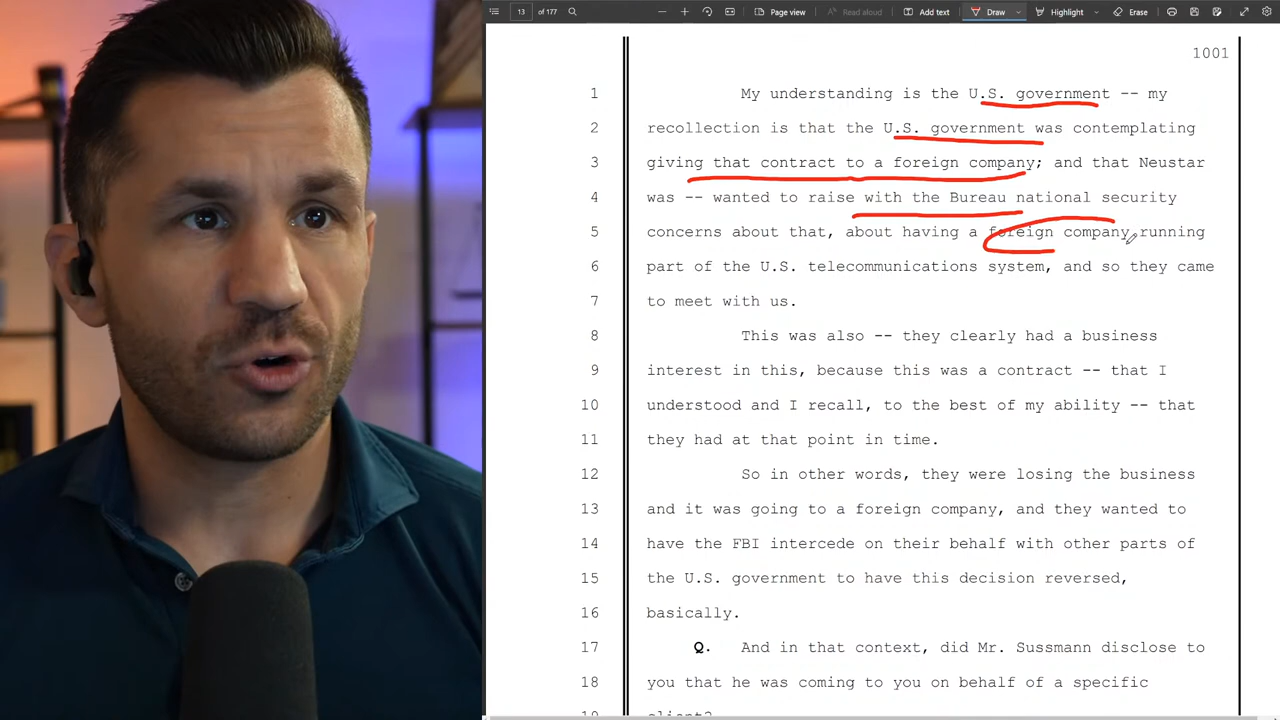 13 of 177 Page view Read aloud Add text Draw Highlight Erase
1001
1 My understanding is the U.S. government -- my
2 recollection is that the U.S. government was contemplating
3 giving that contract to a foreign company; and that Neustar
4 was -- wanted to raise with the Bureau national security
5 concerns about that, about having a foreign company running
6 part of the U.S. telecommunications system, and so they came
7 to meet with us.
8 This was also -- they clearly had a business
9 interest in this, because this was a contract -- that I
10 understood and I recall, to the best of my ability -- that
11 they had at that point in time.
12 So in other words, they were losing the business
13 and it was going to a foreign company, and they wanted to
14 have the FBI intercede on their behalf with other parts of
15 the U.S. government to have this decision reversed,
16 basically.
17 Q. And in that context, did Mr. Sussmann disclose to
18 you that he was coming to you on behalf of a specific
19 client?